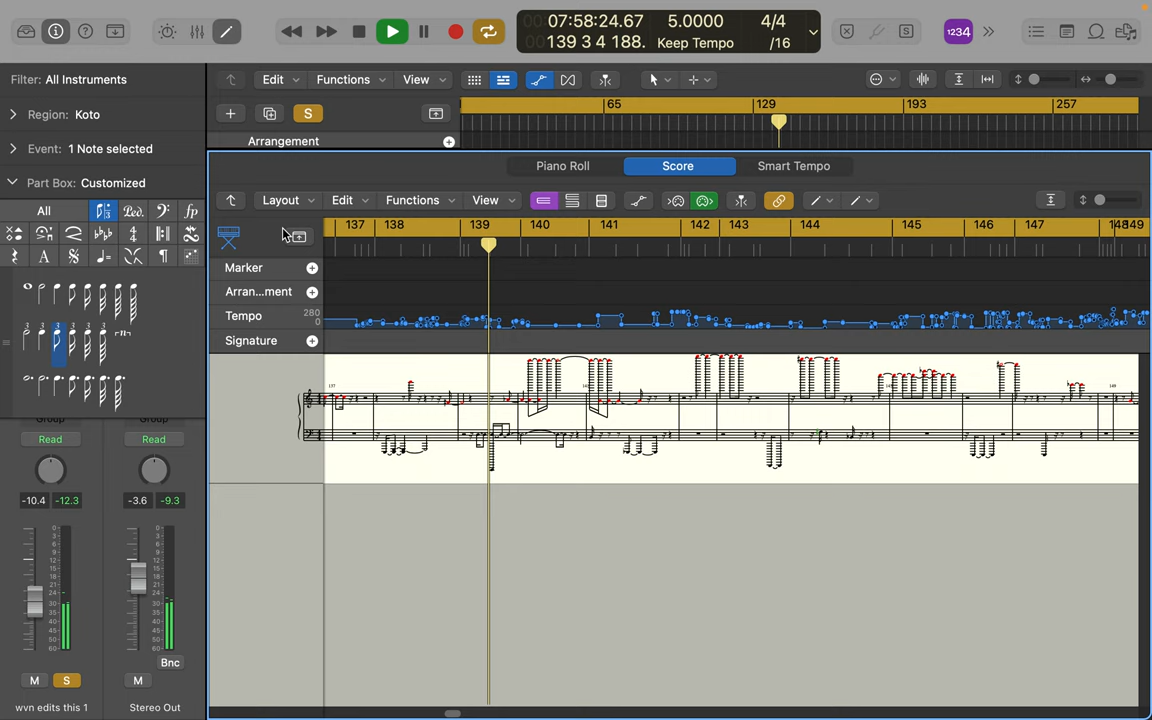 07:58:24.67 5.0000 4/4
139 3 4 188. Keep Tempo /16
1234
Filter: All Instruments
Edit Functions View
Region: Koto
S
65 129 193 257
Arrangement
Event: 1 Note selected
Piano Roll Score Smart Tempo
Part Box: Customized
Layout Edit Functions View
All
137 138 139 140 141 142 143 144 145 146 147 149
Marker
Arran...ment
Tempo 280
0
Signature
Group Group
Read Read
-10.4 -12.3 -3.6 -9.3
Bnc
M S M
wvn edits this 1 Stereo Out